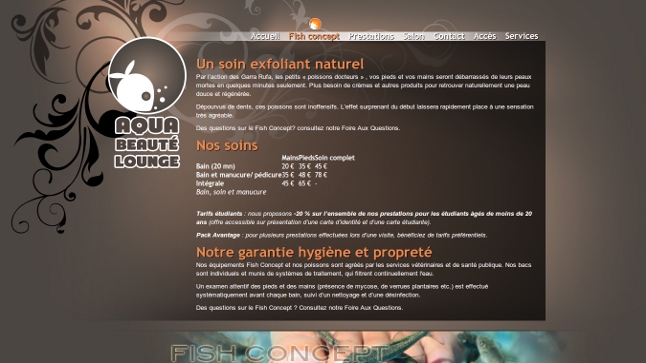 Accueil Fish concept Prestations Salon Contact Accès Services
AQUA
BEAUTÉ
LOUNGE
Un soin exfoliant naturel
Par l'action des Garra Rufa, les petits « poissons docteurs » , vos pieds et vos mains seront débarrassés de leurs peaux
mortes en quelques minutes seulement. Plus besoin de crèmes et autres produits pour retrouver naturellement une peau
douce et régénérée.
Dépourvus de dents, ces poissons sont inoffensifs. L'effet surprenant du début laissera rapidement place à une sensation
très agréable.
Des questions sur le Fish Concept? consultez notre Foire Aux Questions.
Nos soins
MainsPiedsSoin complet
Bain (20 mn) 20 € 35 € 45 €
Bain et manucure/ pédicure35 € 48 € 78 €
Intégrale 45 € 65 € -
Bain, soin et manucure
Tarifs étudiants : nous proposons -20 % sur l'ensemble de nos prestations pour les étudiants âgés de moins de 20
ans (offre accessible sur présentation d'une carte d'identité et d'une carte étudiante).
Pack Avantage : pour plusieurs prestations effectuées lors d'une visite, bénéficiez de tarifs préférentiels.
Notre garantie hygiène et propreté
Nos équipements Fish Concept et nos poissons sont agréés par les services vétérinaires et de santé publique. Nos bacs
sont individuels et munis de systèmes de traitement, qui filtrent continuellement l'eau.
Un examen attentif des pieds et des mains (présence de mycose, de verrues plantaires etc.) est effectué
systématiquement avant chaque bain, suivi d'un nettoyage et d'une désinfection.
Des questions sur le Fish Concept ? Consultez notre Foire Aux Questions.
FISH CONCEPT